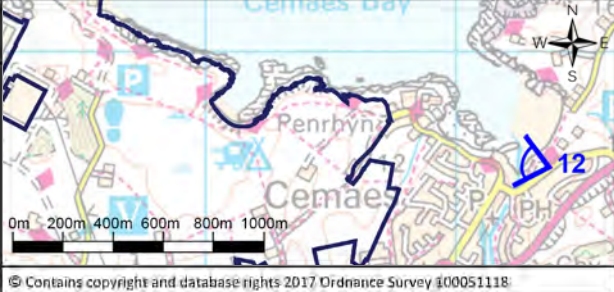 Cemaes Bay
N
W E
S
P
Penrhyn
12
Cemaes
P
PH
V
0m 200m 400m 600m 800m 1000m
© Contains copyright and database rights 2017 Ordnance Survey 100051118